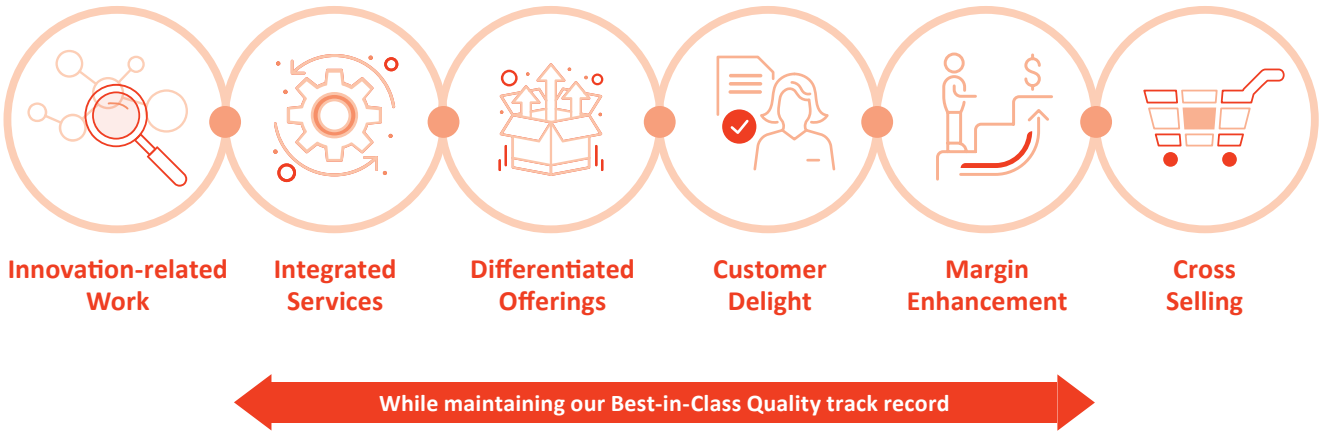 Innovation-related
Work
Integrated
Services
Differentiated
Offerings
Customer
Delight
Margin
Enhancement
Cross
Selling
$
While maintaining our Best-in-Class Quality track record